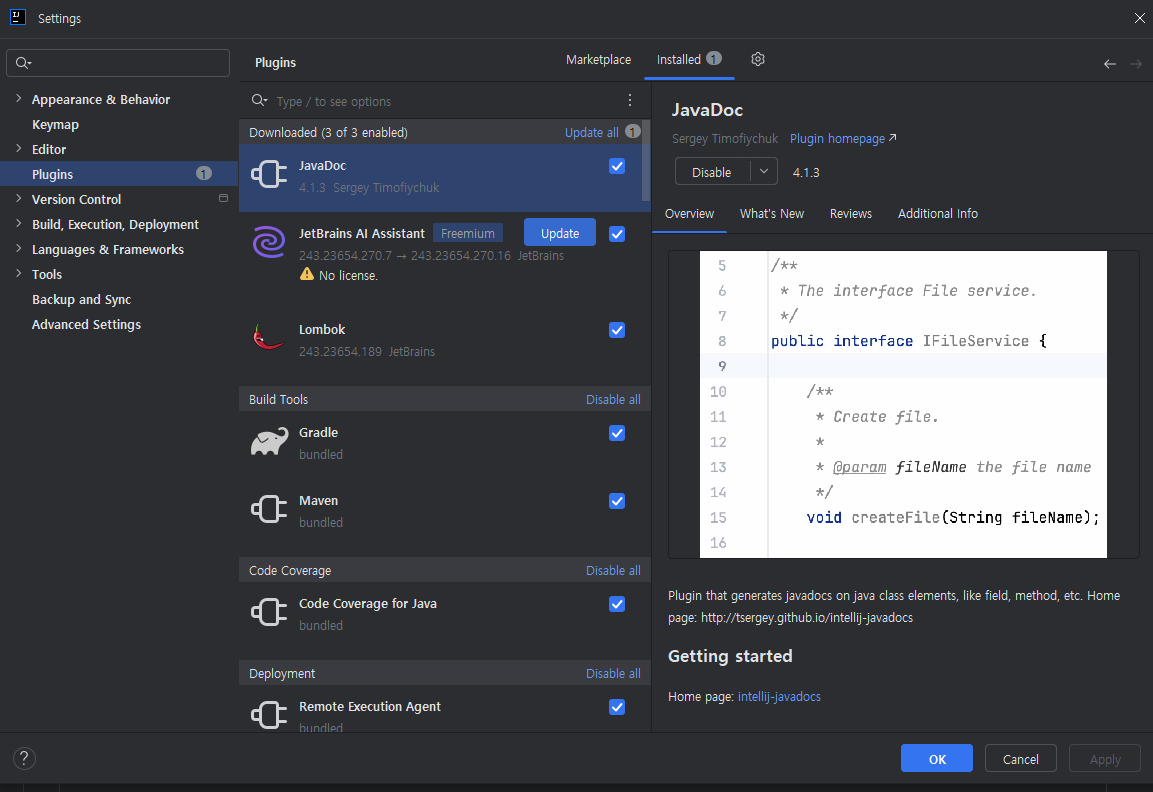 Settings
Plugins
Marketplace
Installed 1
Appearance & Behavior
Keymap
Editor
Plugins 1
Version Control
Build, Execution, Deployment
Languages & Frameworks
Tools
Backup and Sync
Advanced Settings
Type / to see options
Downloaded (3 of 3 enabled) Update all 1
JavaDoc
4.1.3 Sergey Timofiychuk
JetBrains AI Assistant Freemium Update
243.23654.270.7 → 243.23654.270.16 JetBrains
No license.
Lombok
243.23654.189 JetBrains
Build Tools Disable all
Gradle
bundled
Maven
bundled
Code Coverage Disable all
Code Coverage for Java
bundled
Deployment Disable all
Remote Execution Agent
bundled
JavaDoc
Sergey Timofiychuk Plugin homepage ↗
Disable 4.1.3
Overview What's New Reviews Additional Info
5 /**
6 * The interface File service.
7 */
8 public interface IFileService {
9
10 /**
11 * Create file.
12 *
13 * @param fileName the file name
14 */
15 void createFile(String fileName);
16
Plugin that generates javadocs on java class elements, like field, method, etc. Home
page: http://tsergey.github.io/intellij-javadocs
Getting started
Home page: intellij-javadocs
?
OK Cancel Apply